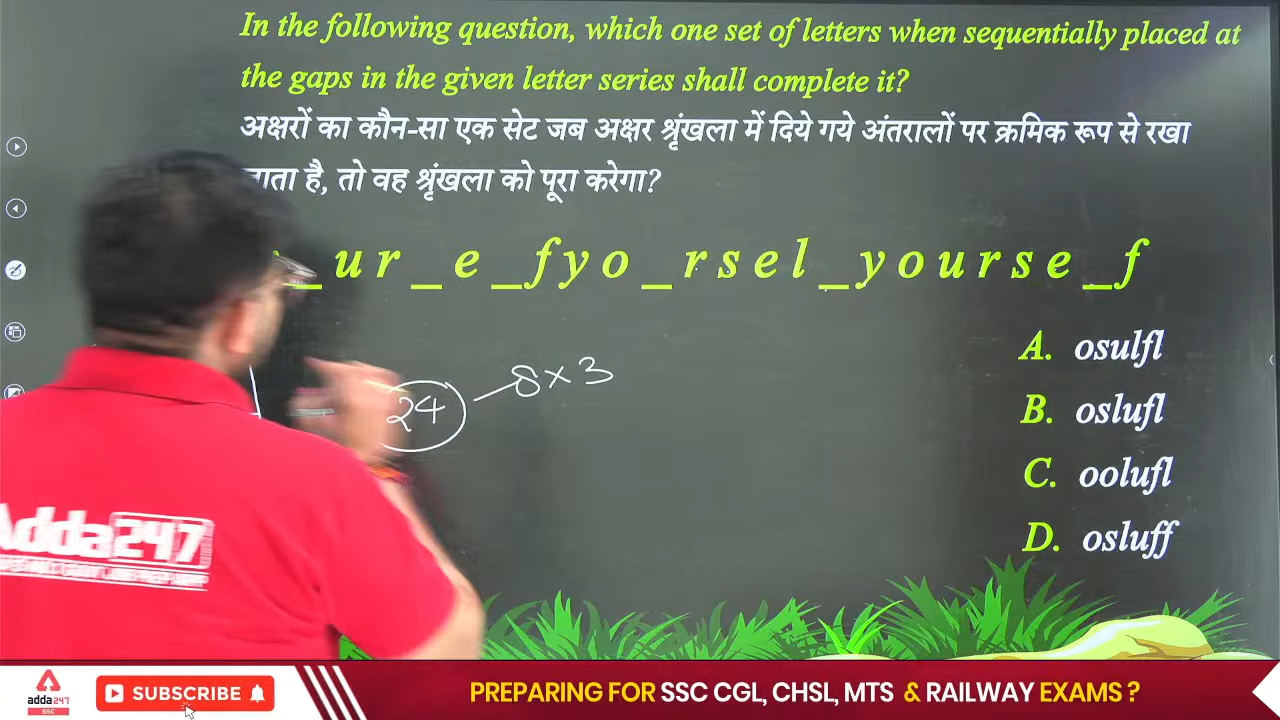 In the following question, which one set of letters when sequentially placed at
the gaps in the given letter series shall complete it?
अक्षरों का कौन-सा एक सेट जब अक्षर श्रृंखला में दिये गये अंतरालों पर क्रमिक रूप से रखा
जाता है, तो वह श्रृंखला को पूरा करेगा?
_ u r _ e _ f y o _ r s e l _ y o u r s e _ f
24 - 8 x 3
A. osulfl
B. oslufl
C. oolufl
D. osluff
Adda247
adda247
SSC
SUBSCRIBE
PREPARING FOR SSC CGL, CHSL, MTS & RAILWAY EXAMS ?